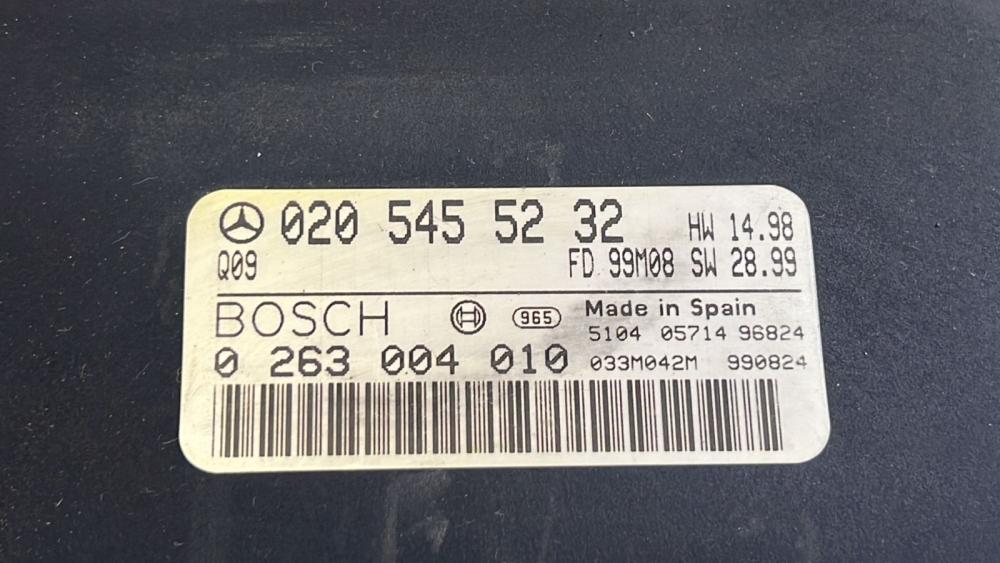 020 545 52 32 HW 14.98
Q09 FD 99M08 SW 28.99
BOSCH 965 Made in Spain
5104 05714 96824
0 263 004 010 033M042M 990824